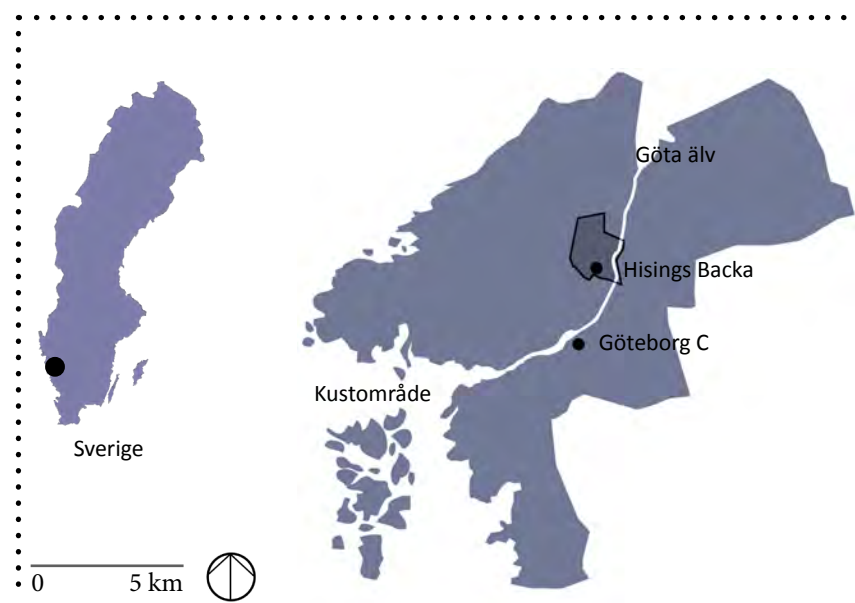 Göta älv
Hisings Backa
Göteborg C
Kustområde
Sverige
0 5 km